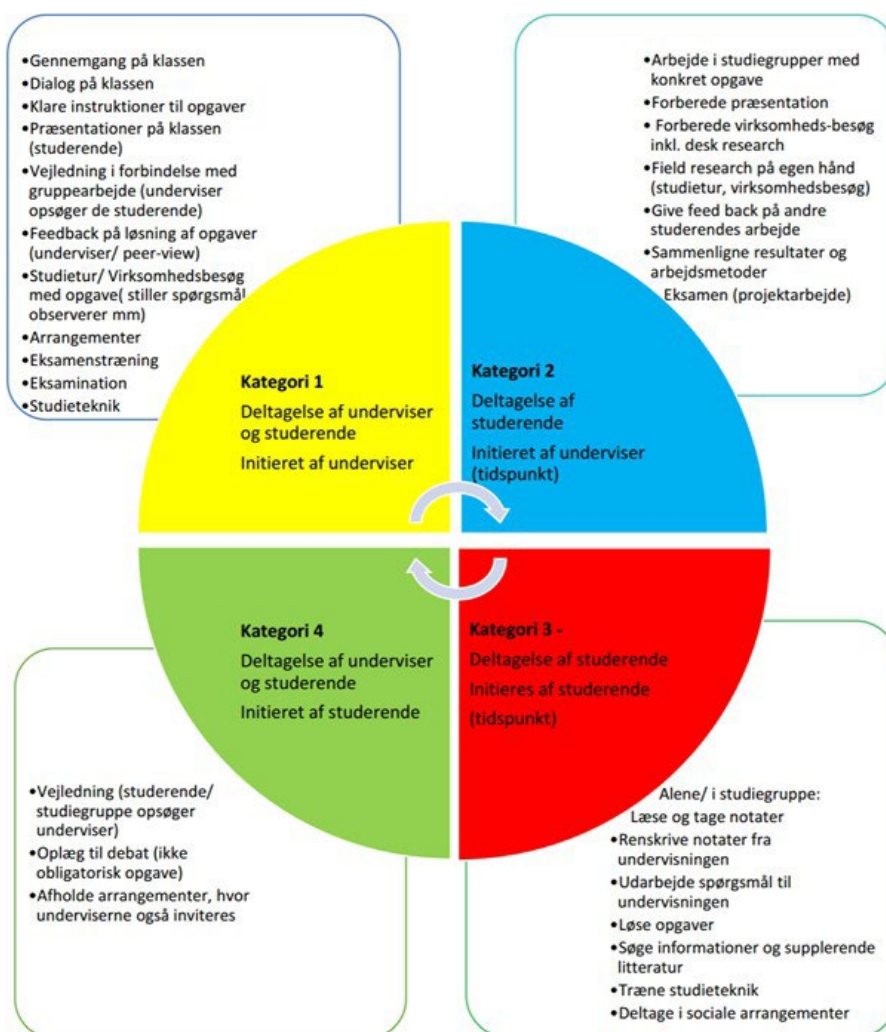 •Gennemgang på klassen
•Dialog på klassen
•Klare instruktioner til opgaver
•Præsentationer på klassen
(studerende)
•Vejledning i forbindelse med
gruppearbejde (underviser
opsøger de studerende)
•Feedback på løsning af opgaver
(underviser/ peer-view)
•Studietur/ Virksomhedsbesøg
med opgave( stiller spørgsmål
observerer mm)
•Arrangementer
•Eksamenstræning
•Eksamination
•Studieteknik
•Arbejde i studiegrupper med
konkret opgave
•Forberede præsentation
• Forberede virksomheds-besøg
inkl. desk research
•Field research på egen hånd
(studietur, virksomhedsbesøg)
•Give feed back på andre
studerendes arbejde
•Sammenligne resultater og
arbejdsmetoder
Eksamen (projektarbejde)
Kategori 1
Deltagelse af underviser
og studerende
Initieret af underviser
Kategori 2
Deltagelse af
studerende
Initieret af underviser
(tidspunkt)
Kategori 4
Deltagelse af underviser
og studerende
Initieret af studerende
Kategori 3 -
Deltagelse af studerende
Initieres af studerende
(tidspunkt)
•Vejledning (studerende/
studiegruppe opsøger
underviser)
•Oplæg til debat (ikke
obligatorisk opgave)
•Afholde arrangementer, hvor
underviserne også inviteres
Alene/ i studiegruppe:
Læse og tage notater
•Renskrive notater fra
undervisningen
•Udarbejde spørgsmål til
undervisningen
•Løse opgaver
•Søge informationer og supplerende
litteratur
•Træne studieteknik
•Deltage i sociale arrangementer